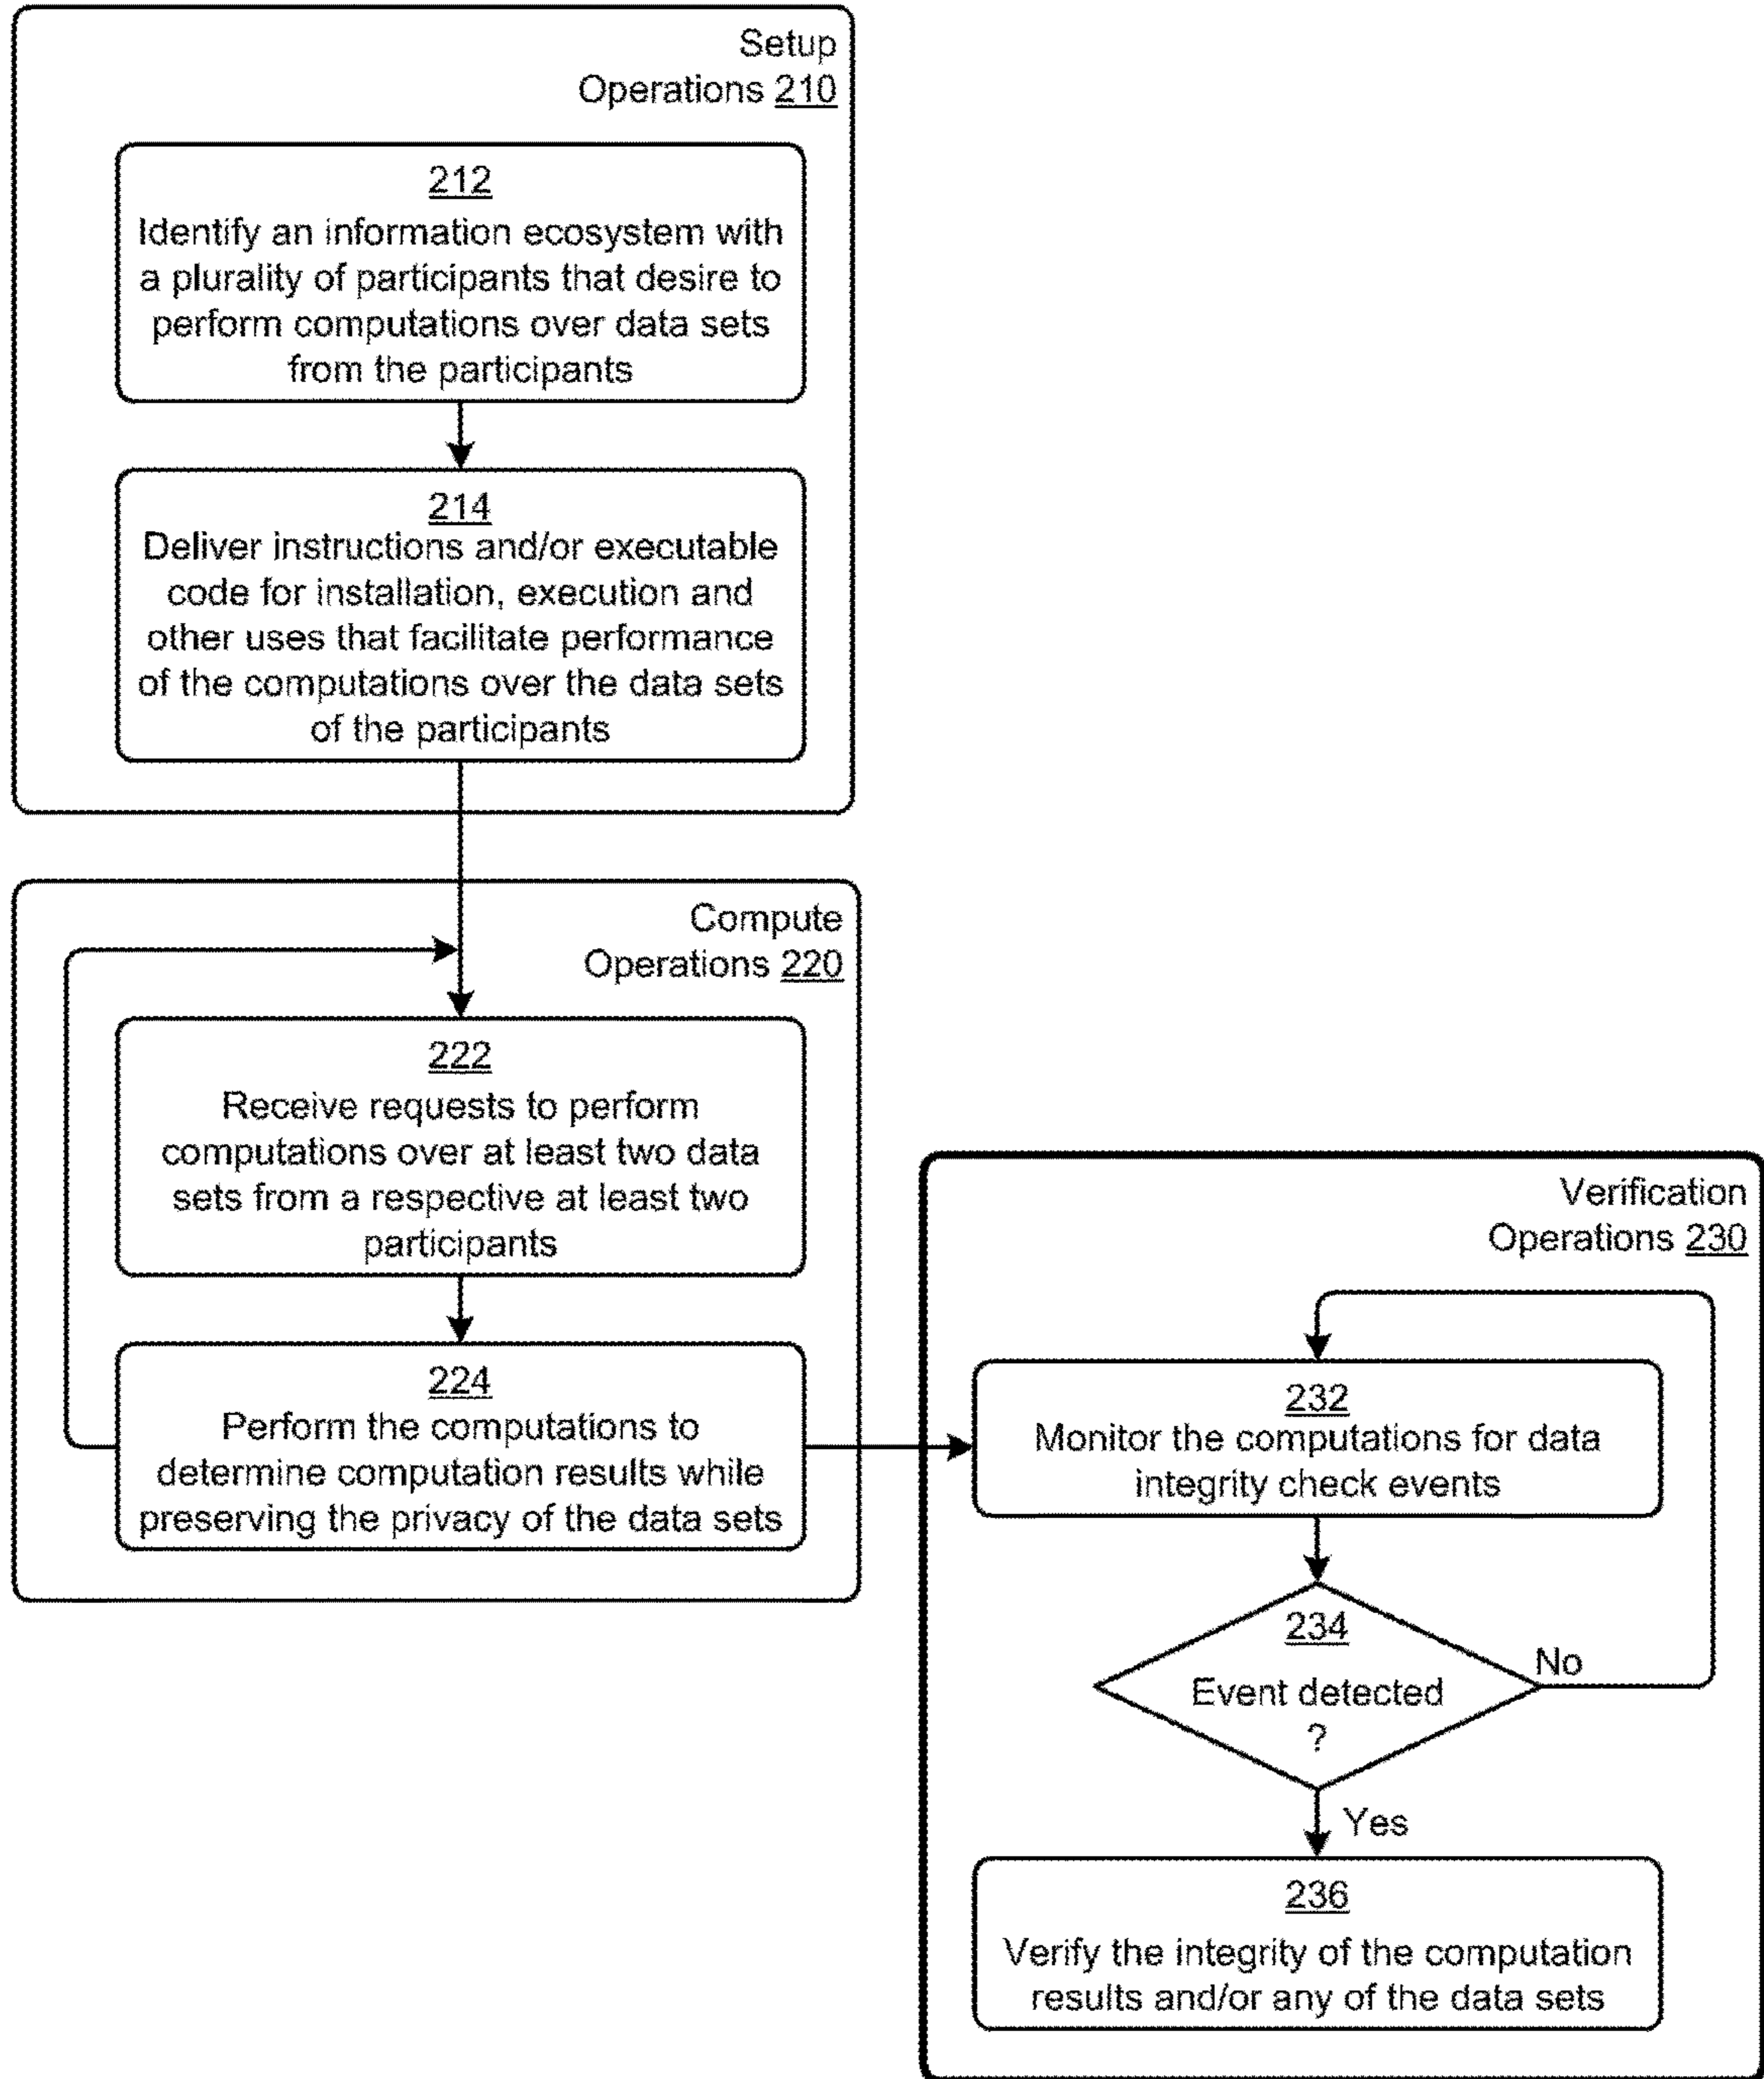 Setup
Operations 210
212
Identify an information ecosystem with
a plurality of participants that desire to
perform computations over data sets
from the participants
214
Deliver instructions and/or executable
code for installation, execution and
other uses that facilitate performance
of the computations over the data sets
of the participants
Compute
Operations 220
222
Receive requests to perform
computations over at least two data
sets from a respective at least two
participants
224
Perform the computations to
determine computation results while
preserving the privacy of the data sets
Verification
Operations 230
232
Monitor the computations for data
integrity check events
234
Event detected
?
No
Yes
236
Verify the integrity of the computation
results and/or any of the data sets